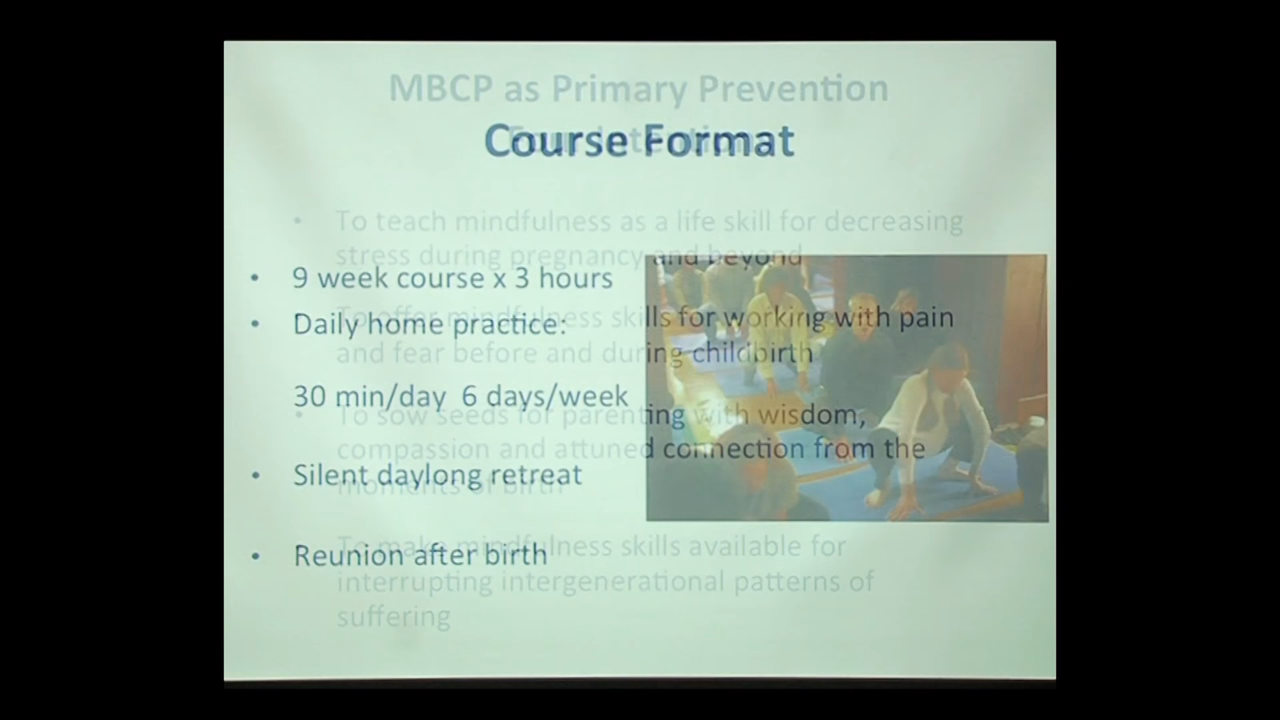 MBCP as Primary Prevention
Course Format
To teach mindfulness as a life skill for decreasing
stress during pregnancy and beyond
• 9 week course x 3 hours
To offer mindfulness skills for working with pain
• Daily home practice:
and fear before and during childbirth
30 min/day 6 days/week
• To sow seeds for parenting with wisdom,
compassion and attuned connection from the
• Silent daylong retreat
moments of birth
To make mindfulness skills available for
• Reunion after birth
interrupting intergenerational patterns of
suffering